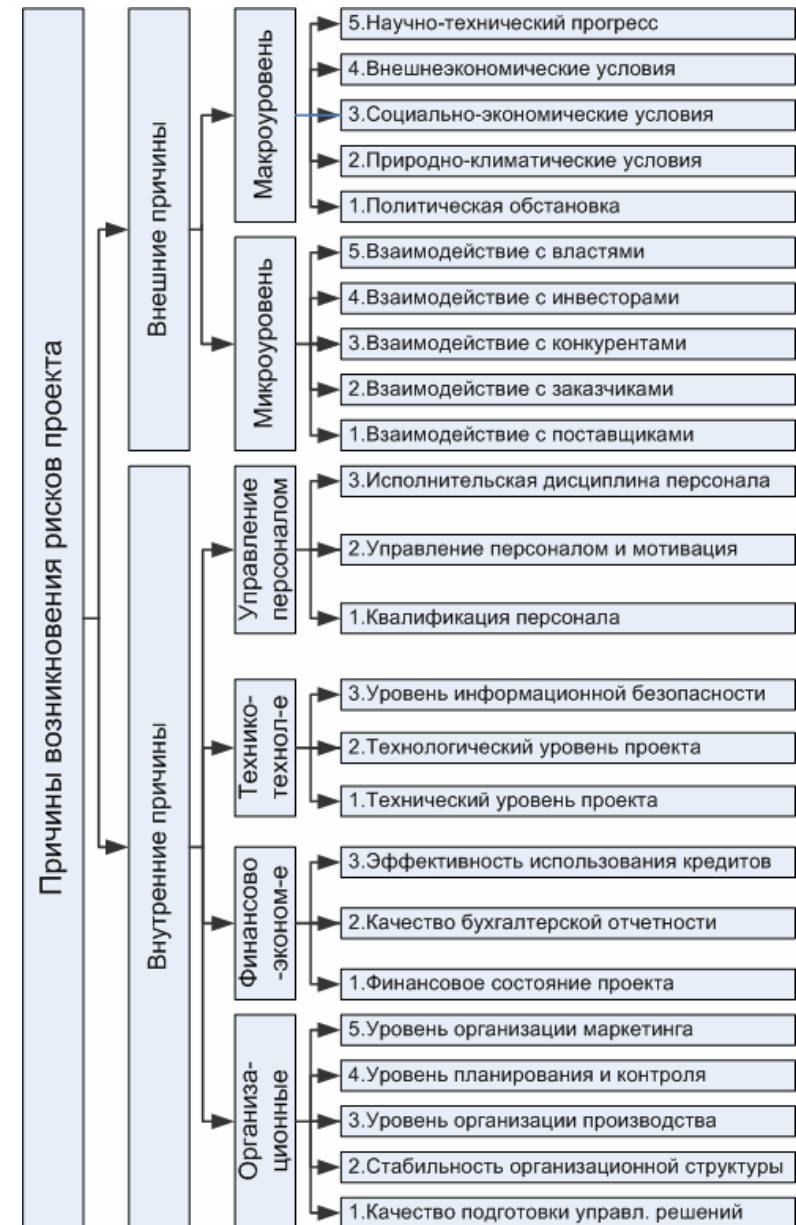 Причины возникновения рисков проекта
Внешние причины
Макроуровень
5.Научно-технический прогресс
4.Внешнеэкономические условия
3.Социально-экономические условия
2.Природно-климатические условия
1.Политическая обстановка
Микроуровень
5.Взаимодействие с властями
4.Взаимодействие с инвесторами
3.Взаимодействие с конкурентами
2.Взаимодействие с заказчиками
1.Взаимодействие с поставщиками
Внутренние причины
Управление
персоналом
3.Исполнительская дисциплина персонала
2.Управление персоналом и мотивация
1.Квалификация персонала
Технико-
технол-е
3.Уровень информационной безопасности
2.Технологический уровень проекта
1.Технический уровень проекта
Финансово
-эконом-е
3.Эффективность использования кредитов
2.Качество бухгалтерской отчетности
1.Финансовое состояние проекта
Организа-
ционные
5.Уровень организации маркетинга
4.Уровень планирования и контроля
3.Уровень организации производства
2.Стабильность организационной структуры
1.Качество подготовки управл. решений